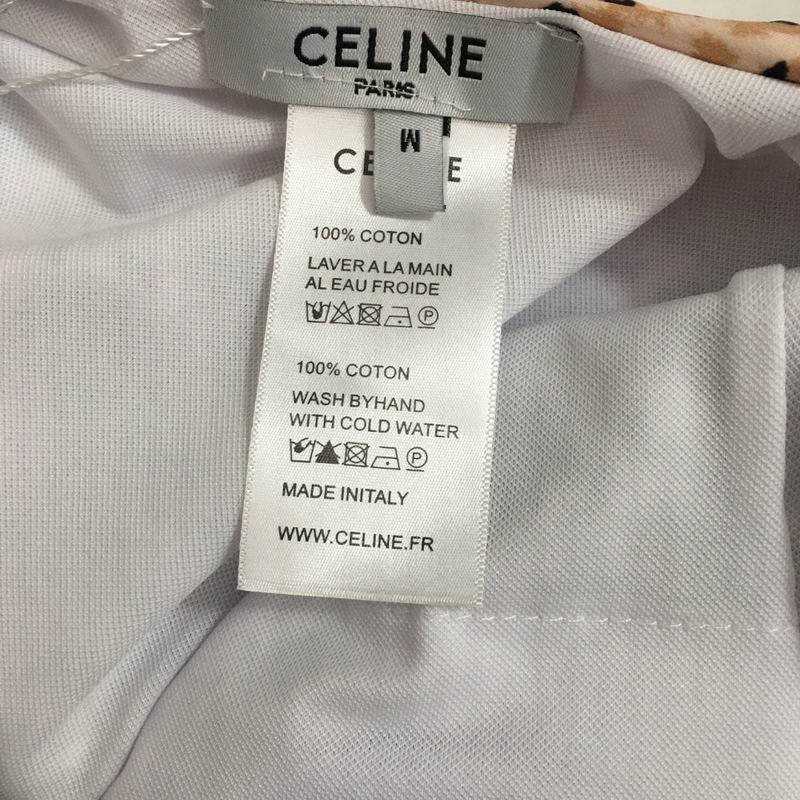 CELINE
PARIS
M
CE E
100% COTON
LAVER A LA MAIN
AL EAU FROIDE
P
100% COTON
WASH BYHAND
WITH COLD WATER
P
MADE INITALY
WWW.CELINE.FR